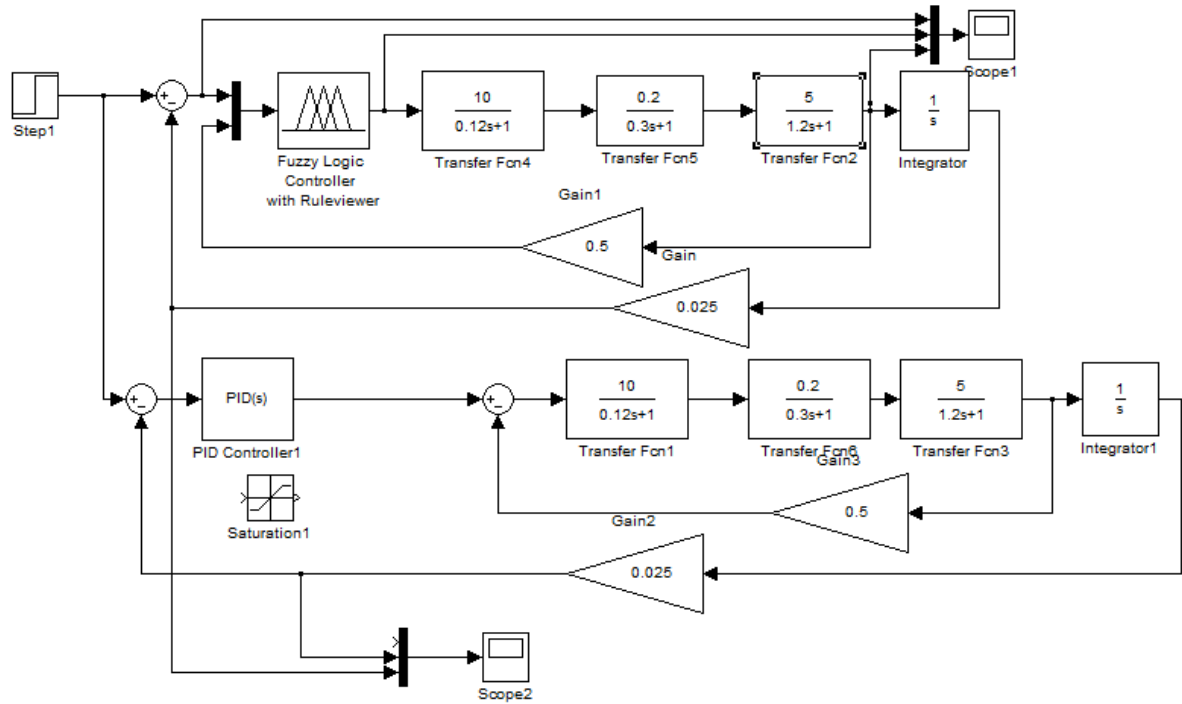 Step1
+
-
Fuzzy Logic
Controller
with Ruleviewer
10
0.12s+1
Transfer Fcn4
0.2
0.3s+1
Transfer Fcn5
5
1.2s+1
Transfer Fcn2
1
s
Integrator
Scope1
Gain1
0.5
Gain
0.025
+
-
PID(s)
PID Controller1
+
-
10
0.12s+1
Transfer Fcn1
0.2
0.3s+1
Transfer Fcn6
5
1.2s+1
Transfer Fcn3
1
s
Integrator1
Gain3
0.5
Saturation1
Gain2
0.025
Scope2